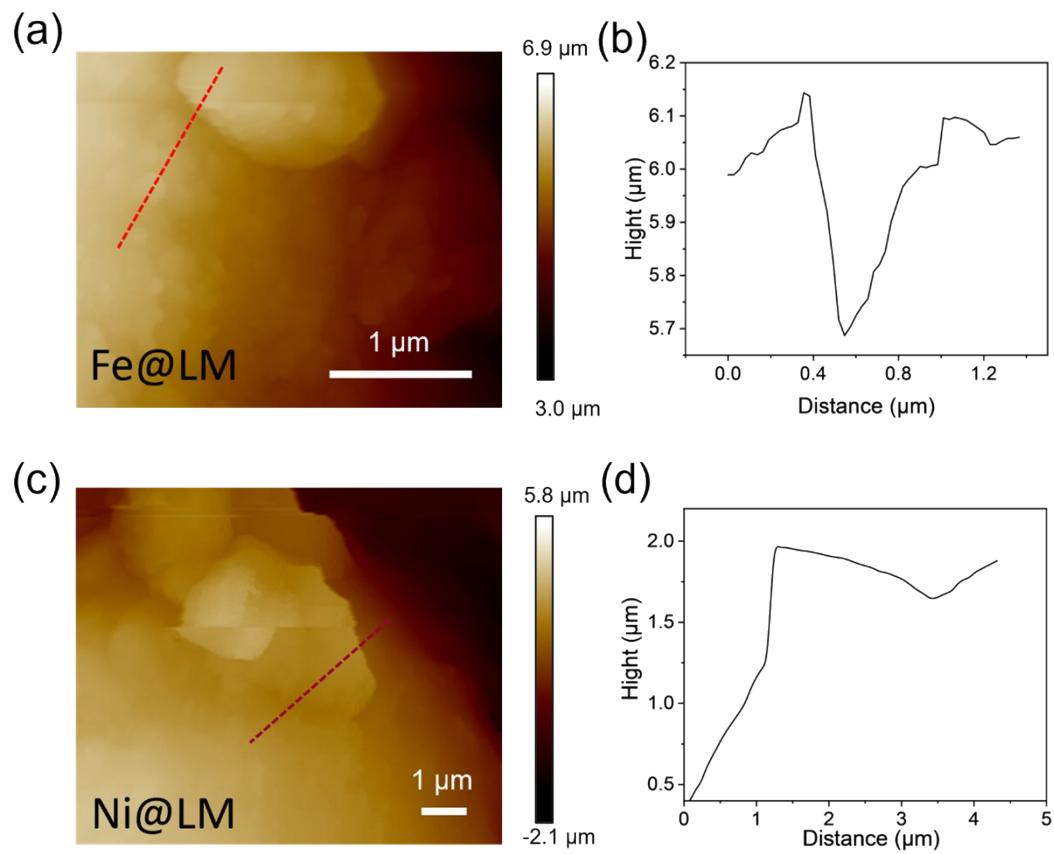 (a)
6.9 μm
3.0 μm
1 μm
Fe@LM
(b)
6.2
6.1
6.0
5.9
5.8
5.7
Hight (μm)
0.0 0.4 0.8 1.2
Distance (μm)
(c)
5.8 μm
-2.1 μm
1 μm
Ni@LM
(d)
2.0
1.5
1.0
0.5
Hight (μm)
0 1 2 3 4 5
Distance (μm)